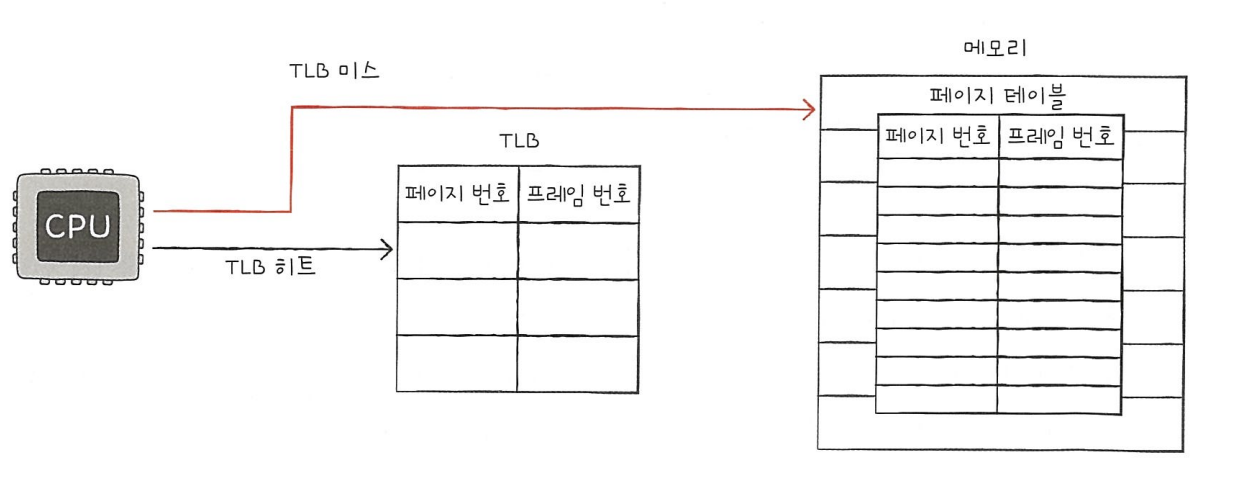 메모리
TLB 미스
페이지 테이블
TLB
페이지 번호 프레임 번호
페이지 번호 프레임 번호
CPU
TLB 히트